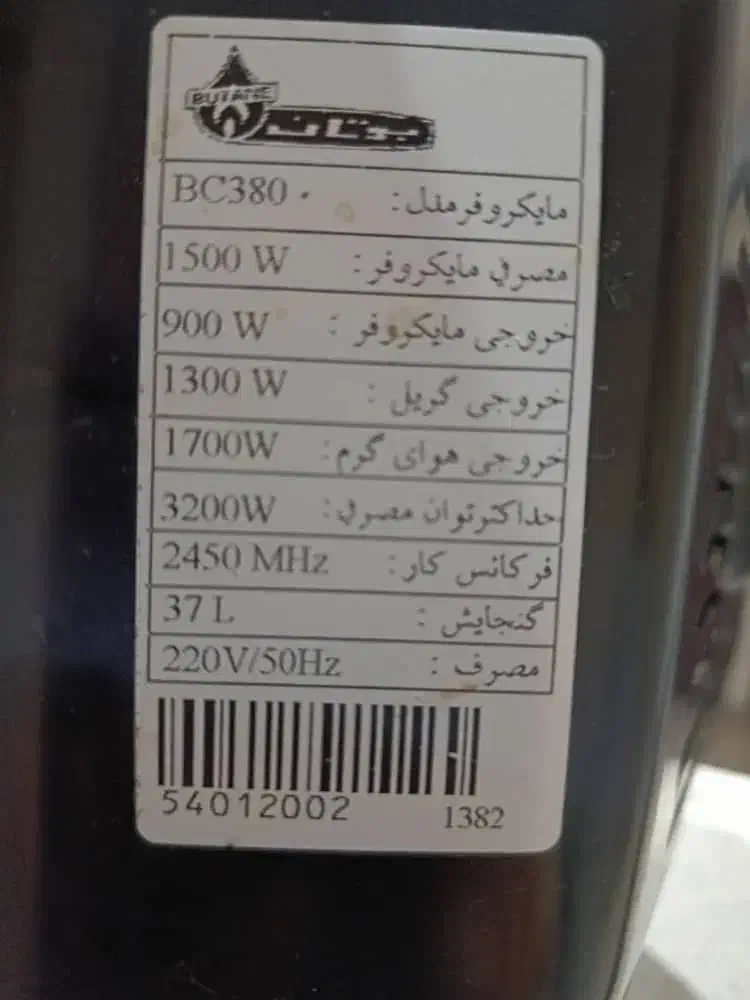 BUTANE
بوتان
مایکروفر مدل: BC380
مصرفی مایکروفر: 1500 W
خروجی مایکروفر : 900 W
خروجی گریل : 1300 W
خروجی هوای گرم: 1700W
حداکثر توان مصرفی: 3200W
فرکانس کار: 2450 MHz
گنجایش : 37 L
مصرف : 220V/50Hz
54012002
1382